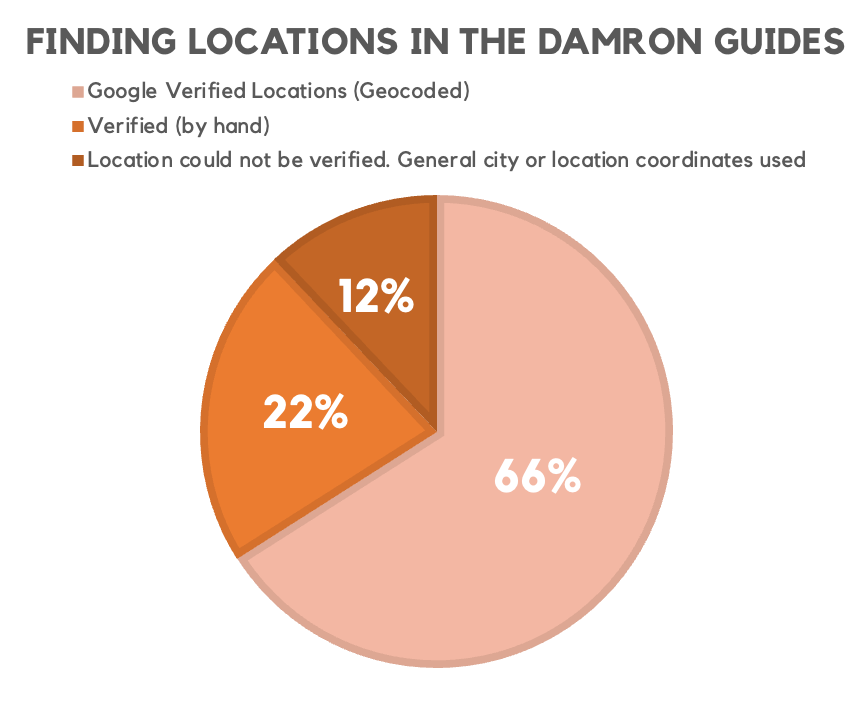 FINDING LOCATIONS IN THE DAMRON GUIDES
Google Verified Locations (Geocoded)
Verified (by hand)
Location could not be verified. General city or location coordinates used
12%
22%
66%